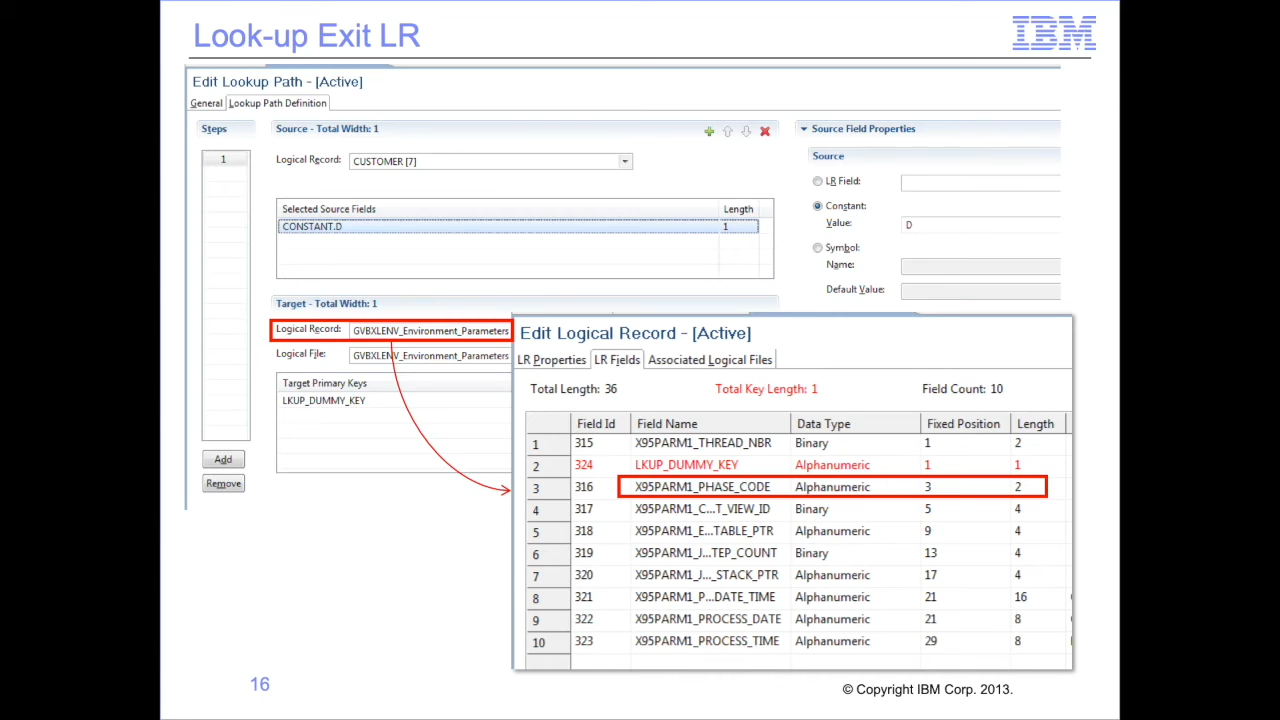 Look-up Exit LR
IBM
Edit Lookup Path - [Active]
General Lookup Path Definition
Steps
1
Add
Remove
Source - Total Width: 1
Logical Record: CUSTOMER [7]
Selected Source Fields Length
CONSTANT.D 1
Source Field Properties
Source
LR Field:
Constant:
Value: D
Symbol:
Name:
Default Value:
Target - Total Width: 1
Logical Record: GVBXLENV_Environment_Parameters
Logical File: GVBXLENV_Environment_Parameters
Target Primary Keys
LKUP_DUMMY_KEY
Edit Logical Record - [Active]
LR Properties LR Fields Associated Logical Files
Total Length: 36 Total Key Length: 1 Field Count: 10
Field Id Field Name Data Type Fixed Position Length
1 315 X95PARM1_THREAD_NBR Binary 1 2
2 324 LKUP_DUMMY_KEY Alphanumeric 1 1
3 316 X95PARM1_PHASE_CODE Alphanumeric 3 2
4 317 X95PARM1_C...T_VIEW_ID Binary 5 4
5 318 X95PARM1_E...TABLE_PTR Alphanumeric 9 4
6 319 X95PARM1_J...TEP_COUNT Binary 13 4
7 320 X95PARM1_J..._STACK_PTR Alphanumeric 17 4
8 321 X95PARM1_P...DATE_TIME Alphanumeric 21 16
9 322 X95PARM1_PROCESS_DATE Alphanumeric 21 8
10 323 X95PARM1_PROCESS_TIME Alphanumeric 29 8
16
© Copyright IBM Corp. 2013.